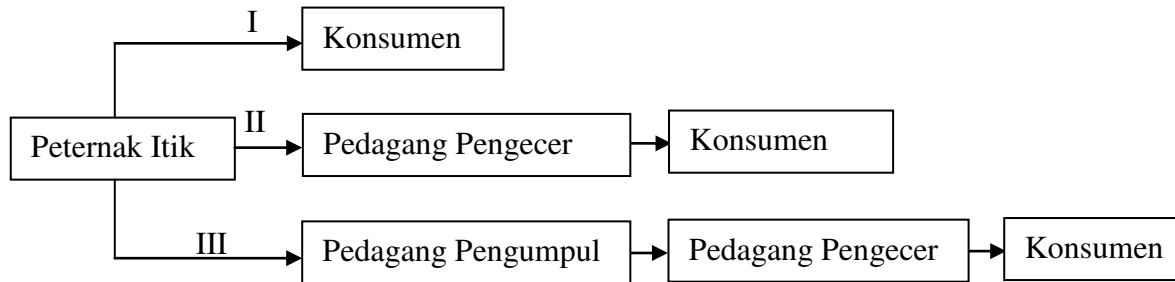 I
Konsumen
Peternak Itik
II
Pedagang Pengecer
Konsumen
III
Pedagang Pengumpul
Pedagang Pengecer
Konsumen